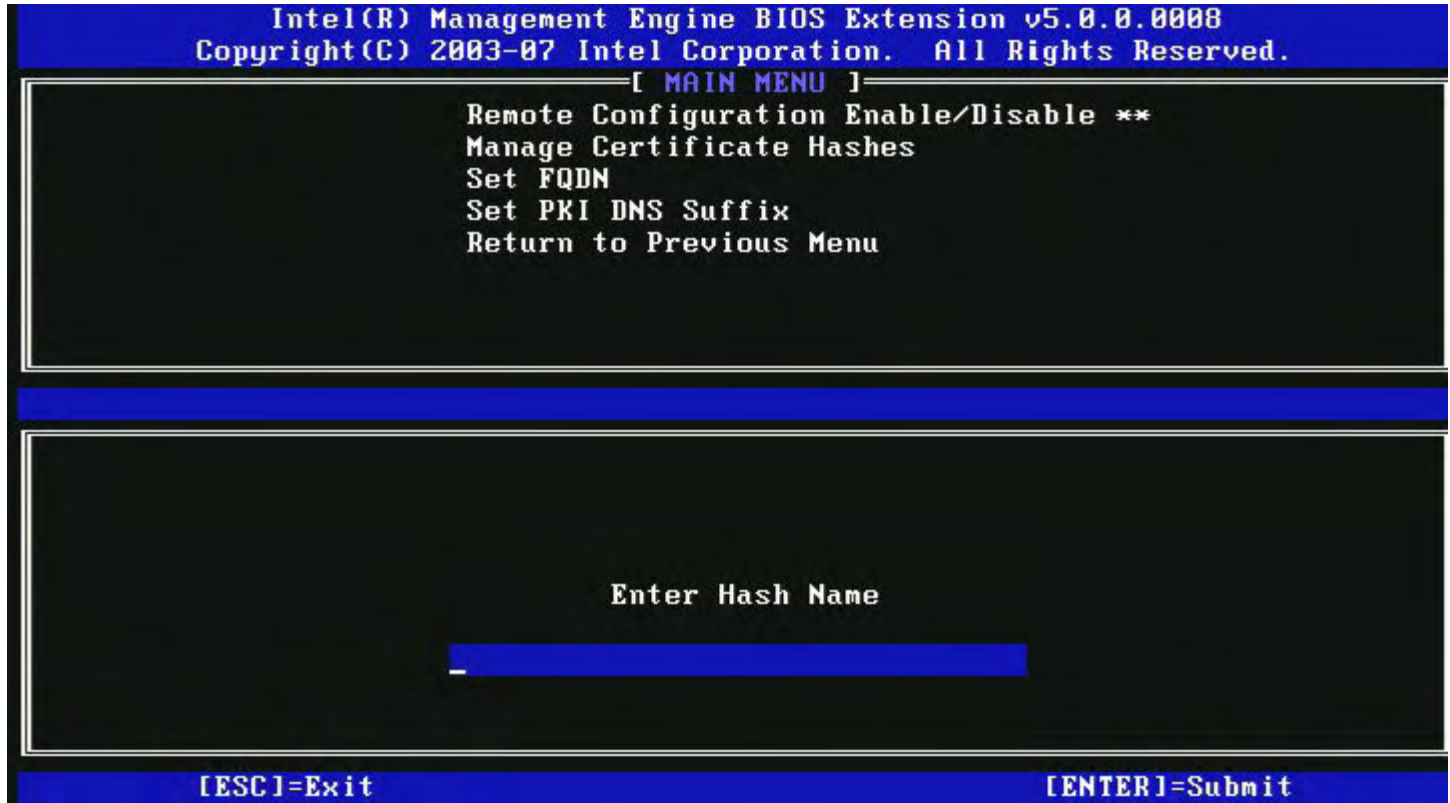 Intel(R) Management Engine BIOS Extension v5.0.0.0008
Copyright(C) 2003-07 Intel Corporation. All Rights Reserved.
[ MAIN MENU ]
Remote Configuration Enable/Disable **
Manage Certificate Hashes
Set FQDN
Set PKI DNS Suffix
Return to Previous Menu
Enter Hash Name
[ESC]=Exit [ENTER]=Submit